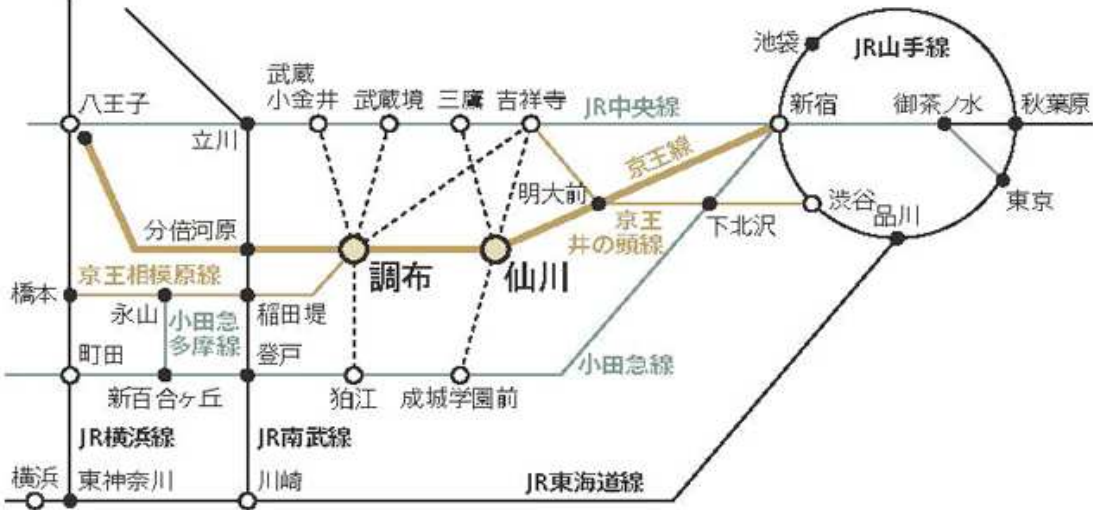 池袋
JR山手線
武蔵
小金井
武蔵境
三鷹
吉祥寺
八王子
立川
JR中央線
新宿
御茶ノ水
秋葉原
京王線
明大前
分倍河原
京王
井の頭線
下北沢
渋谷
品川
東京
調布
仙川
京王相模原線
橋本
永山
小田急
多摩線
稲田堤
町田
登戸
小田急線
新百合ヶ丘
狛江
成城学園前
JR横浜線
JR南武線
横浜
東神奈川
川崎
JR東海道線